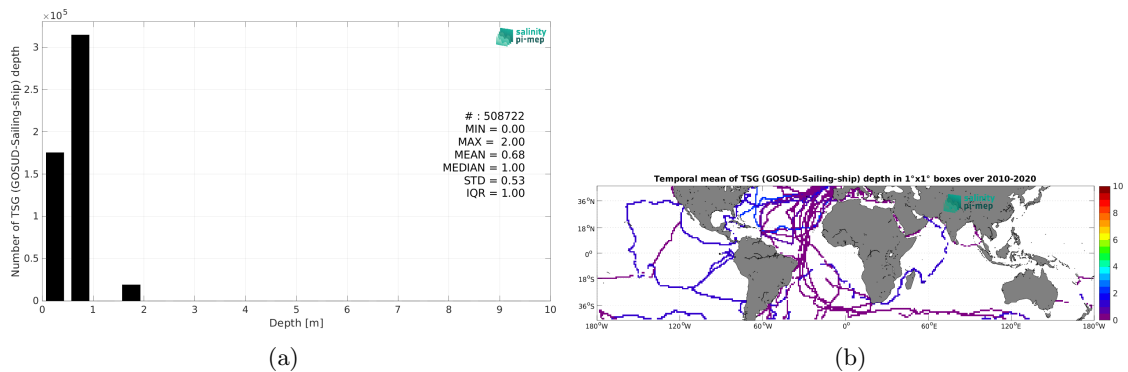 ×10⁵
3
2.5
2
1.5
1
0.5
0
Number of TSG (GOSUD-Sailing-ship) depth
salinity
pi-mep
# : 508722
MIN = 0.00
MAX = 2.00
MEAN = 0.68
MEDIAN = 1.00
STD = 0.53
IQR = 1.00
0 1 2 3 4 5 6 7 8 9 10
Depth [m]
(a)
Temporal mean of TSG (GOSUD-Sailing-ship) depth in 1°x1° boxes over 2010-2020
salinity
pi-mep
36°N
18°N
0°
18°S
36°S
180°W 120°W 60°W 0° 60°E 120°E 180°W
10
8
6
4
2
0
(b)